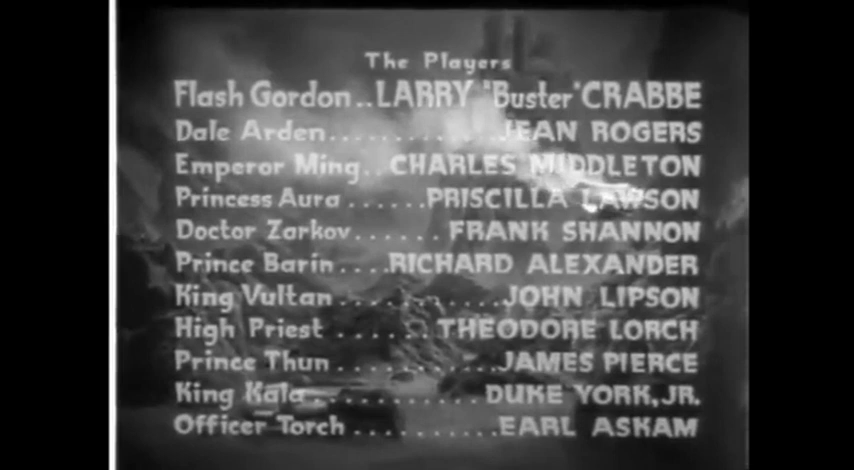 The Players
Flash Gordon..LARRY "Buster" CRABBE
Dale Arden............JEAN ROGERS
Emperor Ming..CHARLES MIDDLETON
Princess Aura ......PRISCILLA LAWSON
Doctor Zarkov...... FRANK SHANNON
Prince Barin....RICHARD ALEXANDER
King Vultan ...........JOHN LIPSON
High Priest ...... THEODORE LORCH
Prince Thun ...........JAMES PIERCE
King Kala........... DUKE YORK, JR.
Officer Torch ..........EARL ASKAM